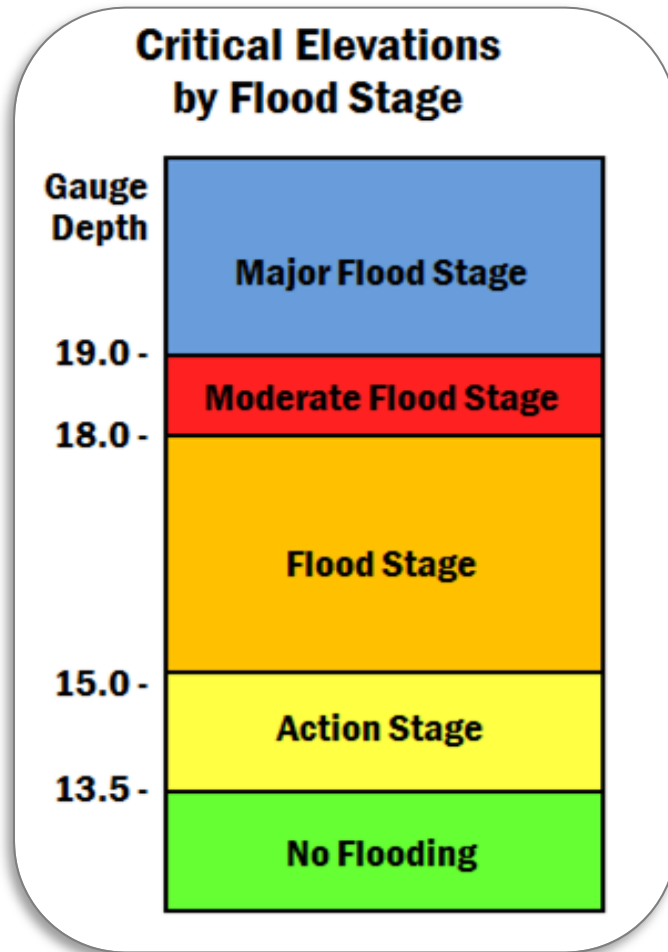 Critical Elevations
by Flood Stage
Gauge
Depth
Major Flood Stage
19.0 -
Moderate Flood Stage
18.0 -
Flood Stage
15.0 -
Action Stage
13.5 -
No Flooding